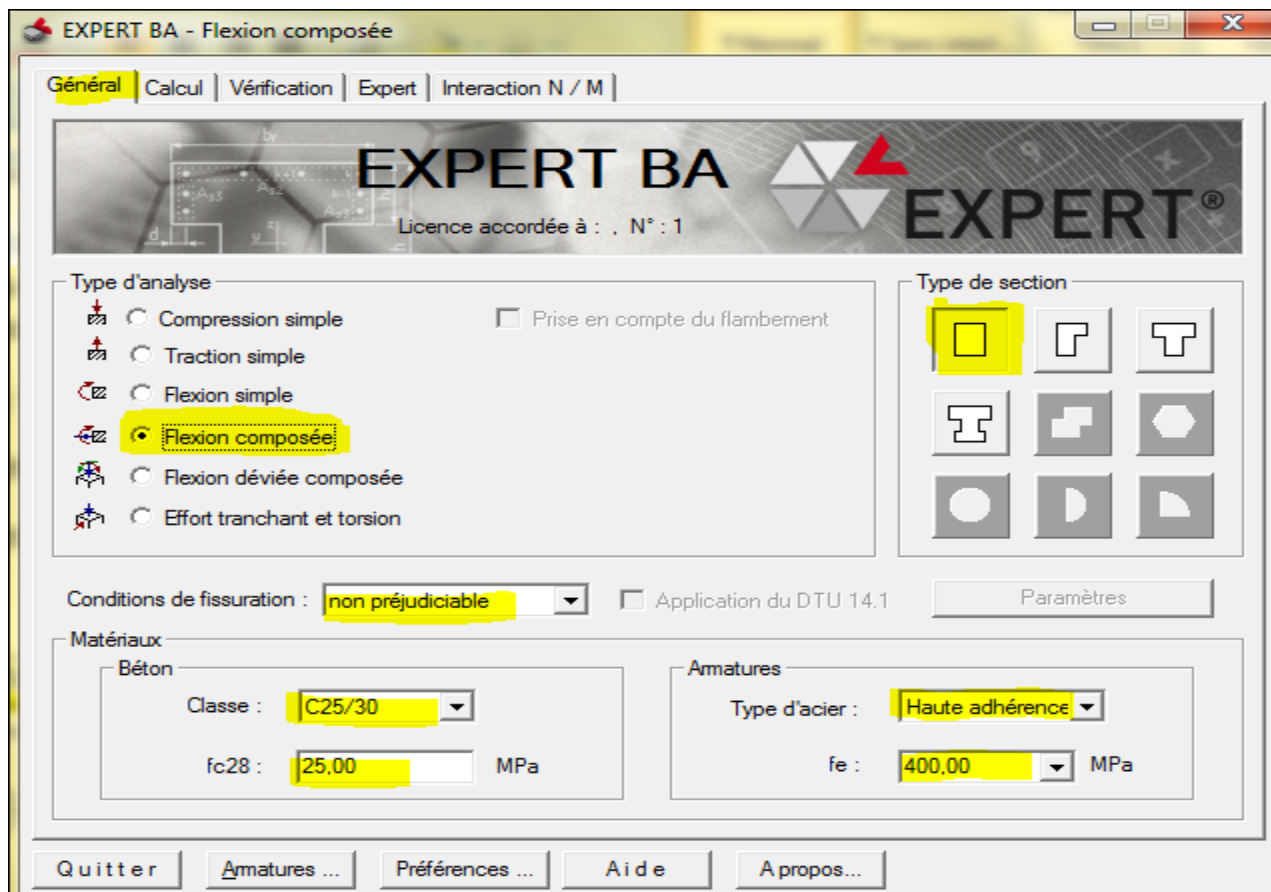 EXPERT BA - Flexion composée
Général Calcul Vérification Expert Interaction N / M
EXPERT BA
EXPERT®
Licence accordée à : , N° : 1
Type d'analyse
Compression simple
Prise en compte du flambement
Traction simple
Flexion simple
Flexion composée
Flexion déviée composée
Effort tranchant et torsion
Type de section
Conditions de fissuration : non préjudiciable
Application du DTU 14.1
Paramètres
Matériaux
Béton
Classe : C25/30
fc28 : 25,00 MPa
Armatures
Type d'acier : Haute adhérence
fe : 400,00 MPa
Quitter Armatures ... Préférences ... Aide A propos...